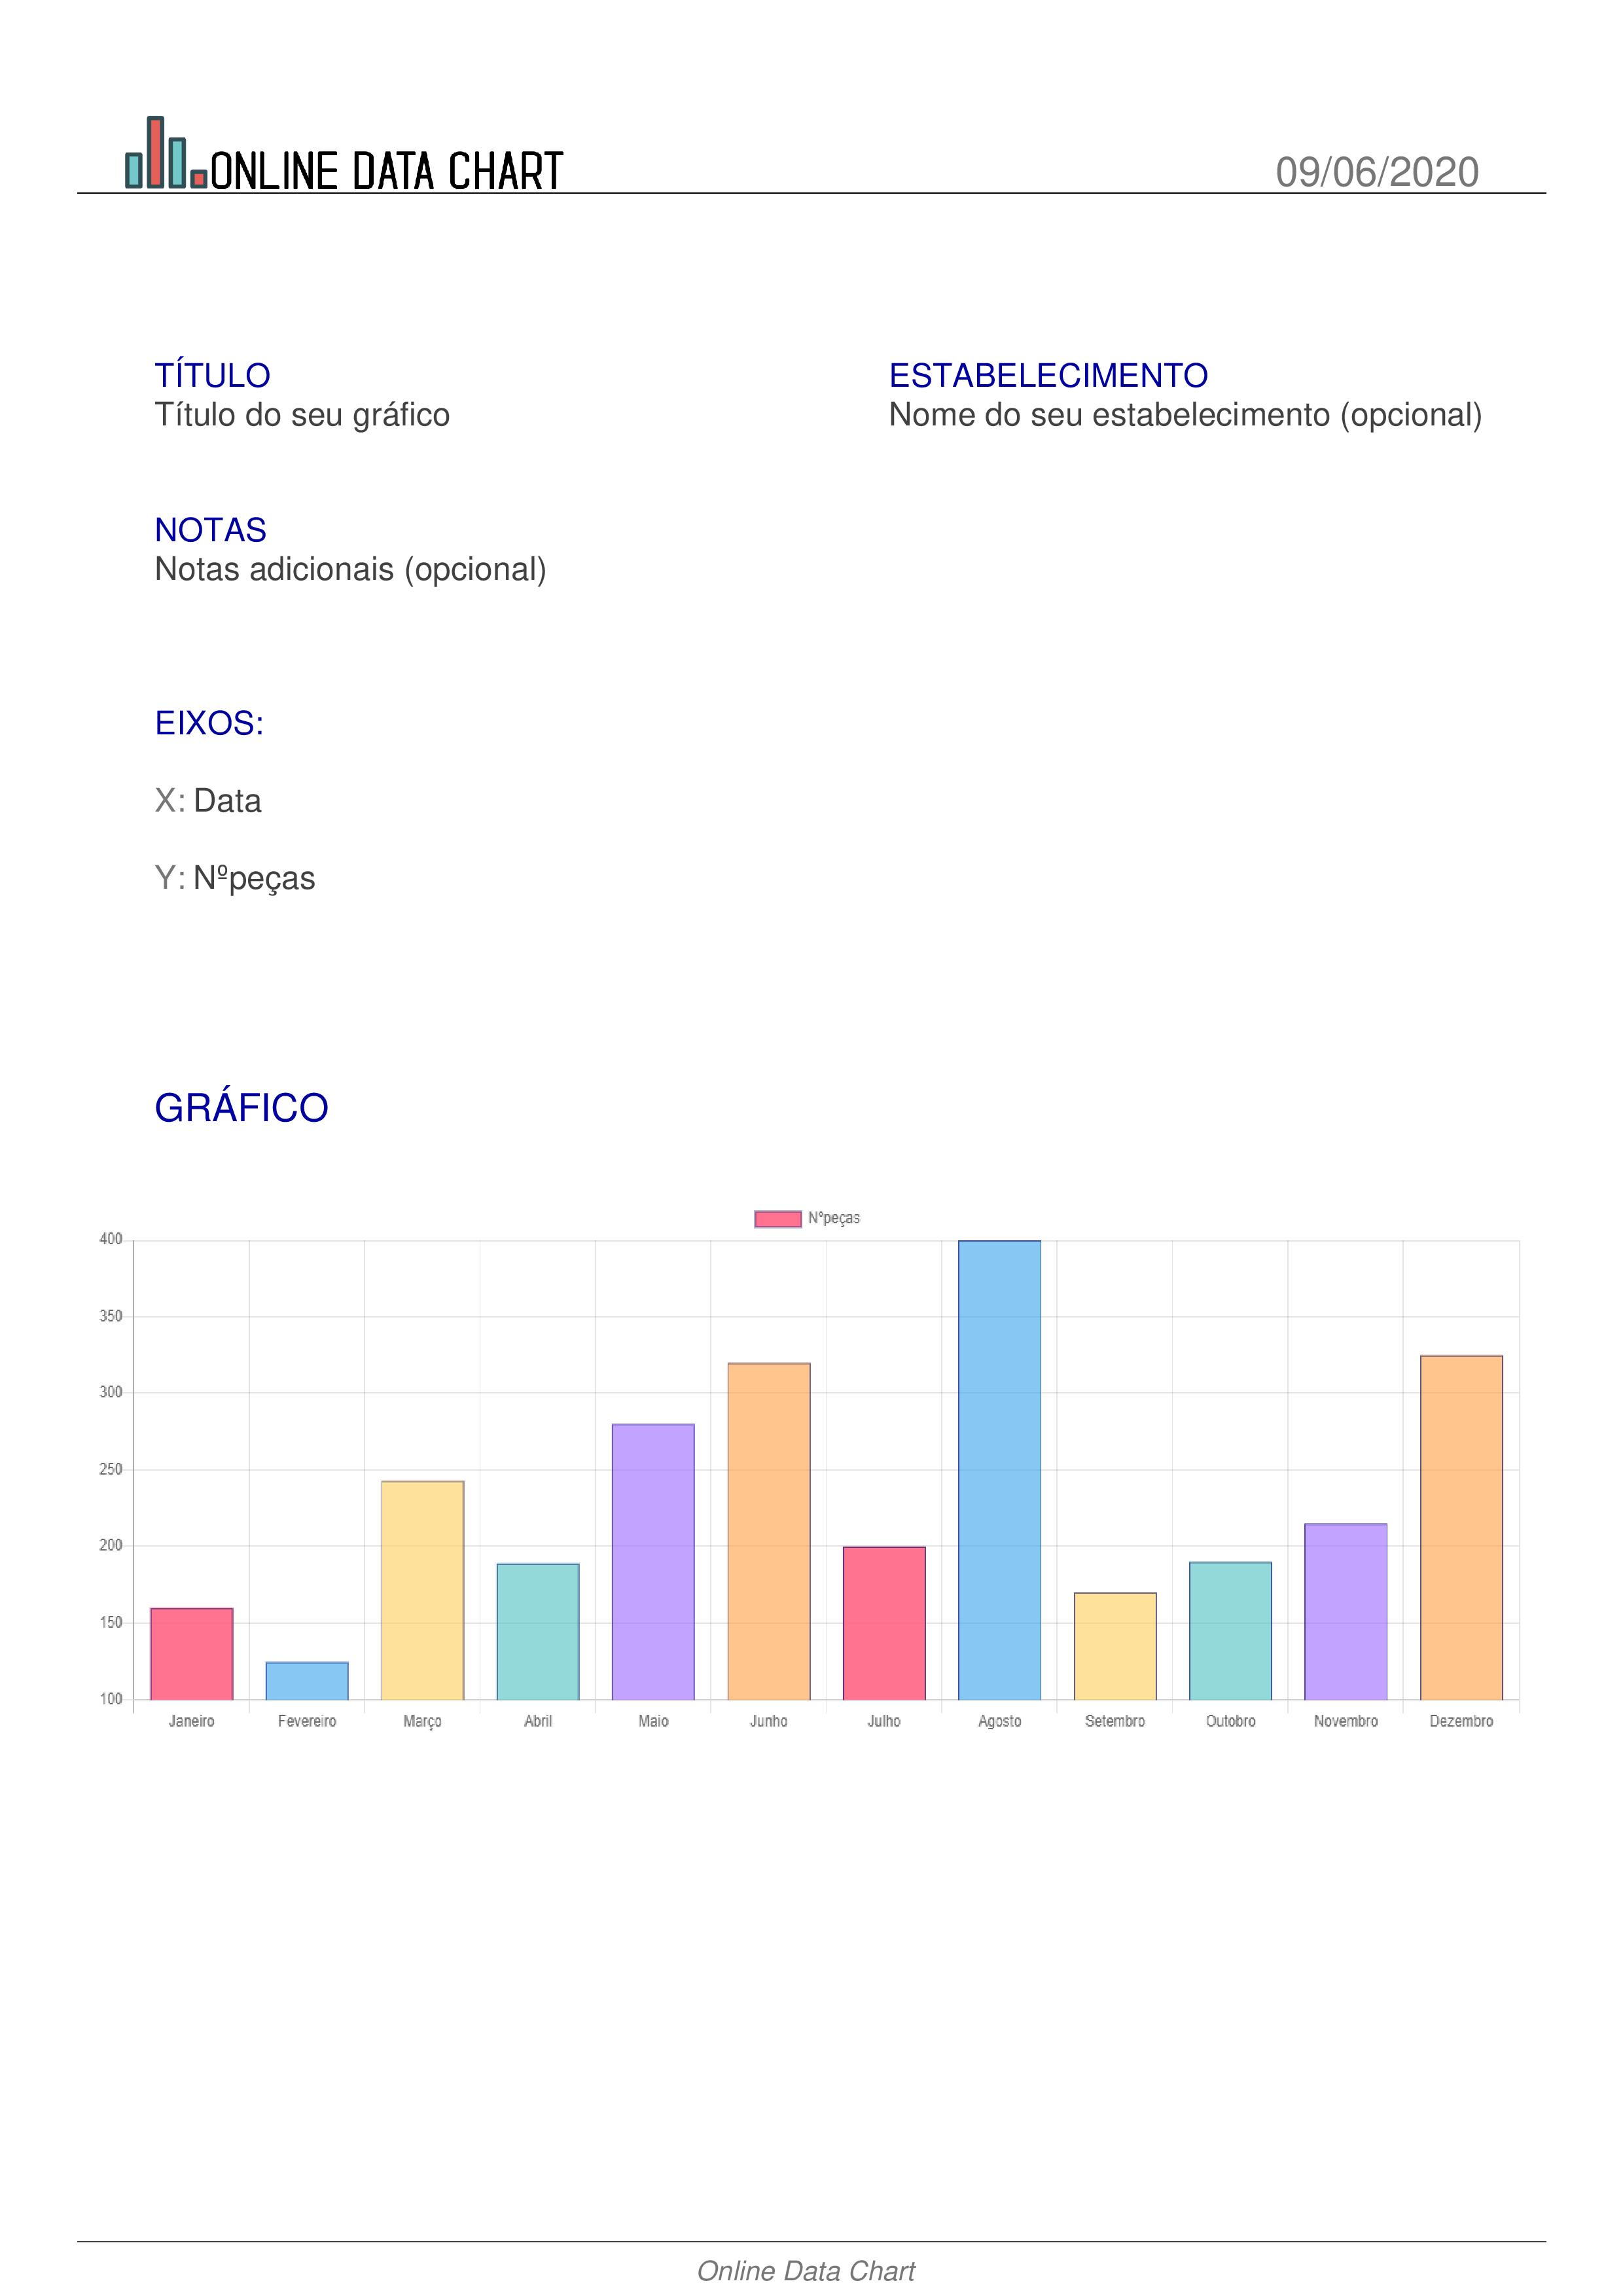 ONLINE DATA CHART
09/06/2020
TÍTULO
Título do seu gráfico
ESTABELECIMENTO
Nome do seu estabelecimento (opcional)
NOTAS
Notas adicionais (opcional)
EIXOS:
X: Data
Y: Nºpeças
GRÁFICO
Nºpeças
400
350
300
250
200
150
100
Janeiro Fevereiro Março Abril Maio Junho Julho Agosto Setembro Outubro Novembro Dezembro
Online Data Chart